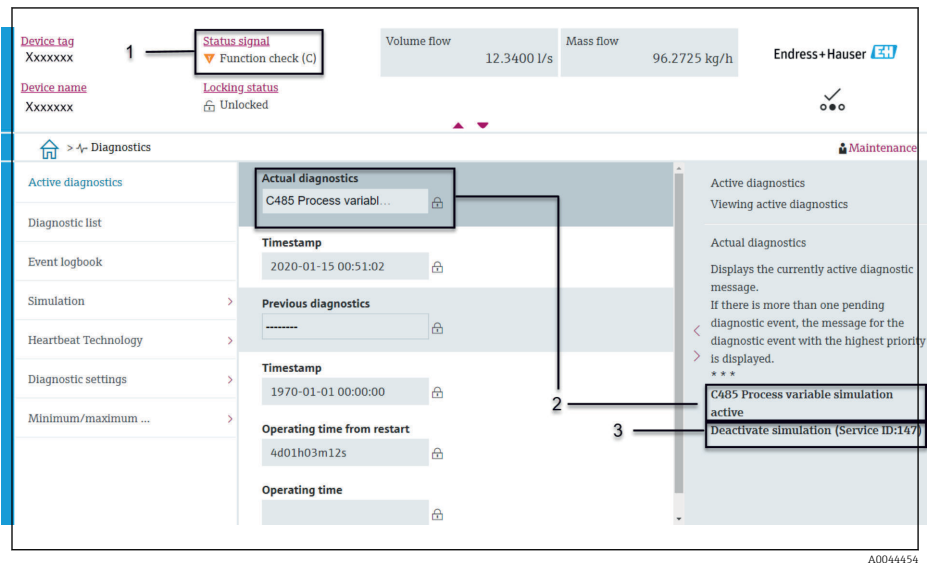 Device tag
Xxxxxxx
1
Status signal
Function check (C)
Volume flow
12.3400 l/s
Mass flow
96.2725 kg/h
Endress+Hauser EH
Device name
Xxxxxxx
Locking status
Unlocked
> Diagnostics
Maintenance
Active diagnostics
Diagnostic list
Event logbook
Simulation >
Heartbeat Technology >
Diagnostic settings >
Minimum/maximum ... >
Actual diagnostics
C485 Process variabl...
Timestamp
2020-01-15 00:51:02
Previous diagnostics
--------
Timestamp
1970-01-01 00:00:00
Operating time from restart
4d01h03m12s
Operating time
2
3
Active diagnostics
Viewing active diagnostics
Actual diagnostics
Displays the currently active diagnostic
message.
If there is more than one pending
diagnostic event, the message for the
diagnostic event with the highest priority
is displayed.
* * *
C485 Process variable simulation
active
Deactivate simulation (Service ID:147)
A0044454